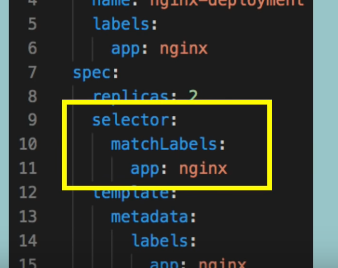 4 name: nginx-deployment
5 labels:
6 app: nginx
7 spec:
8 replicas: 2
9 selector:
10 matchLabels:
11 app: nginx
12 template:
13 metadata:
14 labels:
15 app: nginx